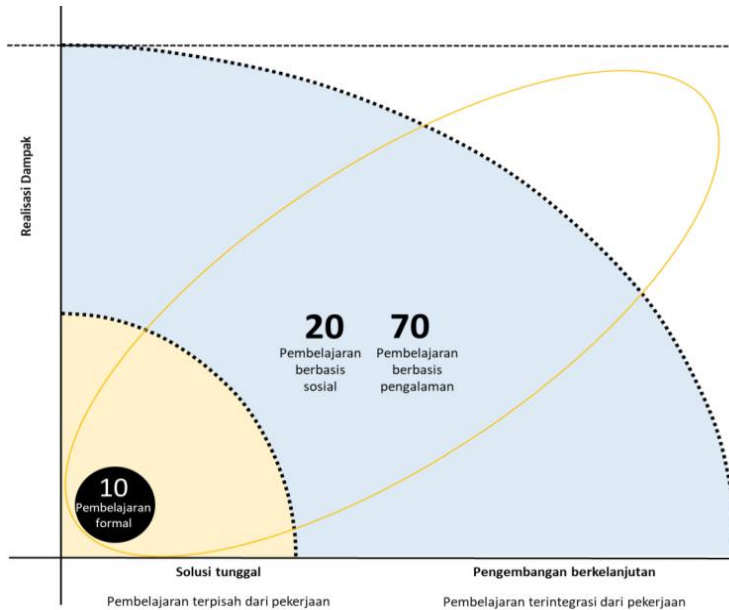 Realisasi Dampak
20
Pembelajaran
berbasis
sosial
70
Pembelajaran
berbasis
pengalaman
10
Pembelajaran
formal
Solusi tunggal
Pengembangan berkelanjutan
Pembelajaran terpisah dari pekerjaan
Pembelajaran terintegrasi dari pekerjaan